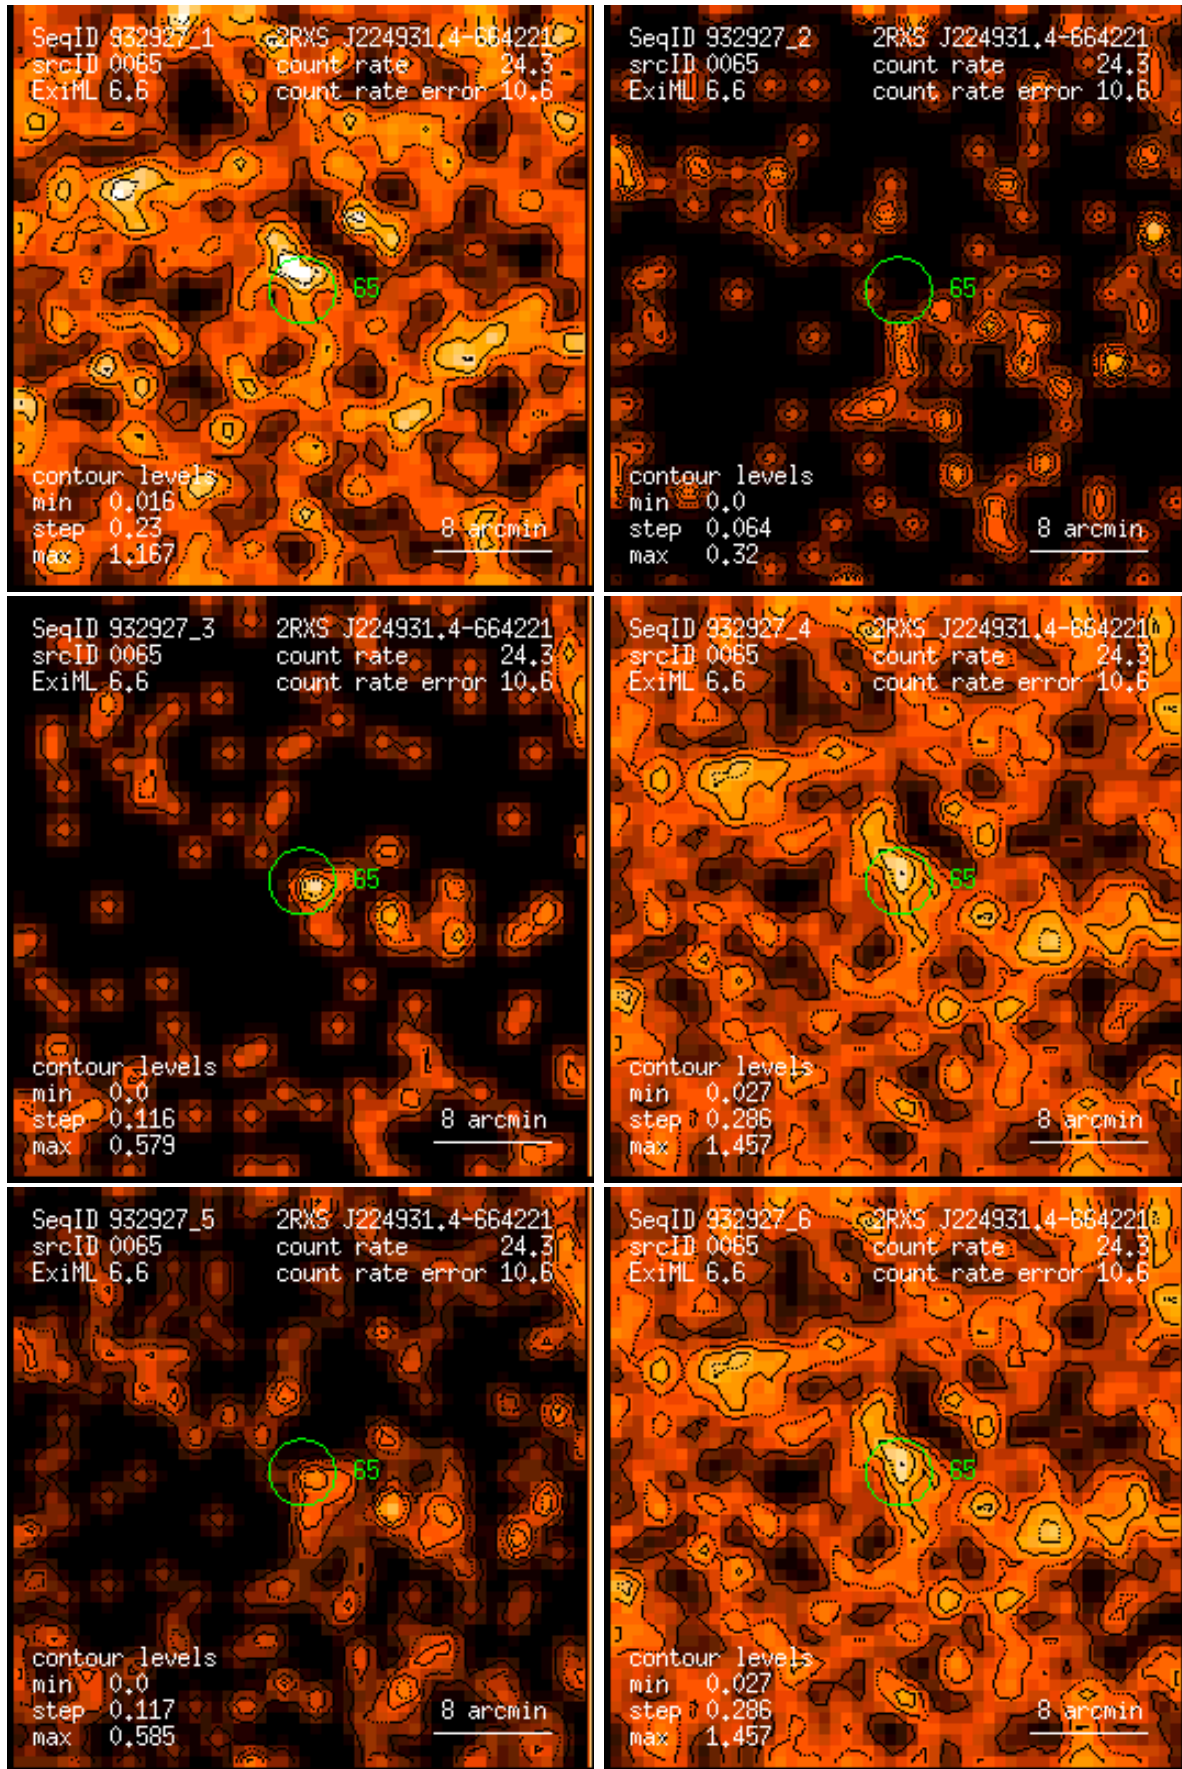 SeqID 932927_1 2RXS J224931.4-664221
srcID 0065 count rate 24.3
ExiML 6.6 count rate error 10.6
65
contour levels
min 0.016
step 0.23 8 arcmin
max 1.167
SeqID 932927_2 2RXS J224931.4-664221
srcID 0065 count rate 24.3
ExiML 6.6 count rate error 10.6
65
contour levels
min 0.0
step 0.064 8 arcmin
max 0.32
SeqID 932927_3 2RXS J224931.4-664221
srcID 0065 count rate 24.3
ExiML 6.6 count rate error 10.6
65
contour levels
min 0.0
step 0.116 8 arcmin
max 0.579
SeqID 932927_4 2RXS J224931.4-664221
srcID 0065 count rate 24.3
ExiML 6.6 count rate error 10.6
65
contour levels
min 0.027
step 0.286 8 arcmin
max 1.457
SeqID 932927_5 2RXS J224931.4-664221
srcID 0065 count rate 24.3
ExiML 6.6 count rate error 10.6
65
contour levels
min 0.0
step 0.117 8 arcmin
max 0.585
SeqID 932927_6 2RXS J224931.4-664221
srcID 0065 count rate 24.3
ExiML 6.6 count rate error 10.6
65
contour levels
min 0.027
step 0.286 8 arcmin
max 1.457